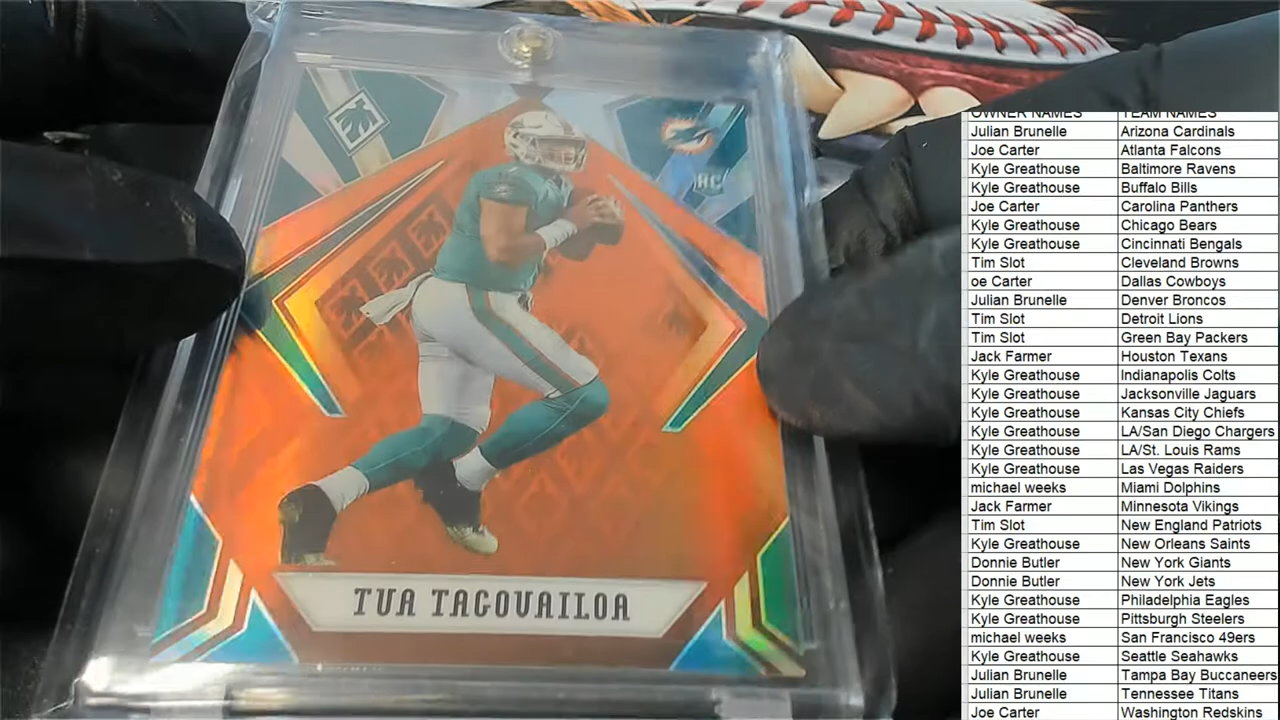 RC
TUA TAGOVAILOA
OWNER NAMES TEAM NAMES
Julian Brunelle Arizona Cardinals
Joe Carter Atlanta Falcons
Kyle Greathouse Baltimore Ravens
Kyle Greathouse Buffalo Bills
Joe Carter Carolina Panthers
Kyle Greathouse Chicago Bears
Kyle Greathouse Cincinnati Bengals
Tim Slot Cleveland Browns
oe Carter Dallas Cowboys
Julian Brunelle Denver Broncos
Tim Slot Detroit Lions
Tim Slot Green Bay Packers
Jack Farmer Houston Texans
Kyle Greathouse Indianapolis Colts
Kyle Greathouse Jacksonville Jaguars
Kyle Greathouse Kansas City Chiefs
Kyle Greathouse LA/San Diego Chargers
Kyle Greathouse LA/St. Louis Rams
Kyle Greathouse Las Vegas Raiders
michael weeks Miami Dolphins
Jack Farmer Minnesota Vikings
Tim Slot New England Patriots
Kyle Greathouse New Orleans Saints
Donnie Butler New York Giants
Donnie Butler New York Jets
Kyle Greathouse Philadelphia Eagles
Kyle Greathouse Pittsburgh Steelers
michael weeks San Francisco 49ers
Kyle Greathouse Seattle Seahawks
Julian Brunelle Tampa Bay Buccaneers
Julian Brunelle Tennessee Titans
Joe Carter Washington Redskins